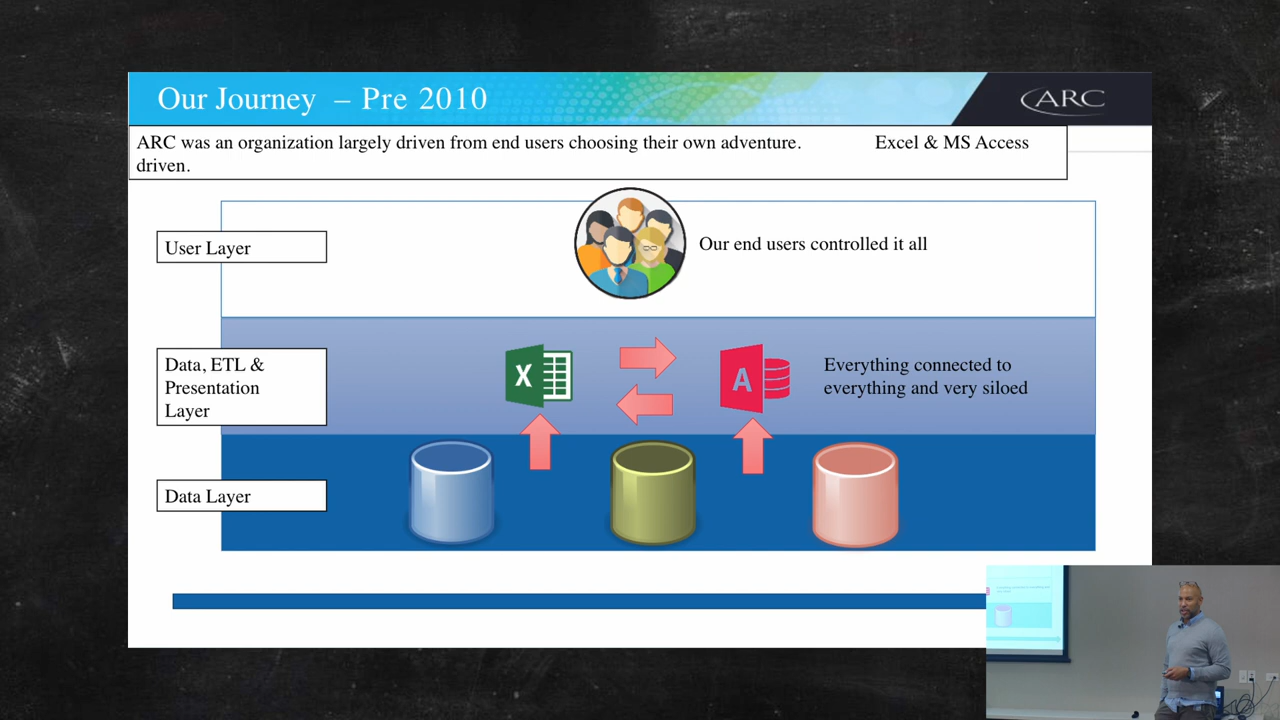 Our Journey – Pre 2010
ARC
ARC was an organization largely driven from end users choosing their own adventure. Excel & MS Access
driven.
User Layer
Our end users controlled it all
Data, ETL &
Presentation
Layer
X
A
Everything connected to
everything and very siloed
Data Layer